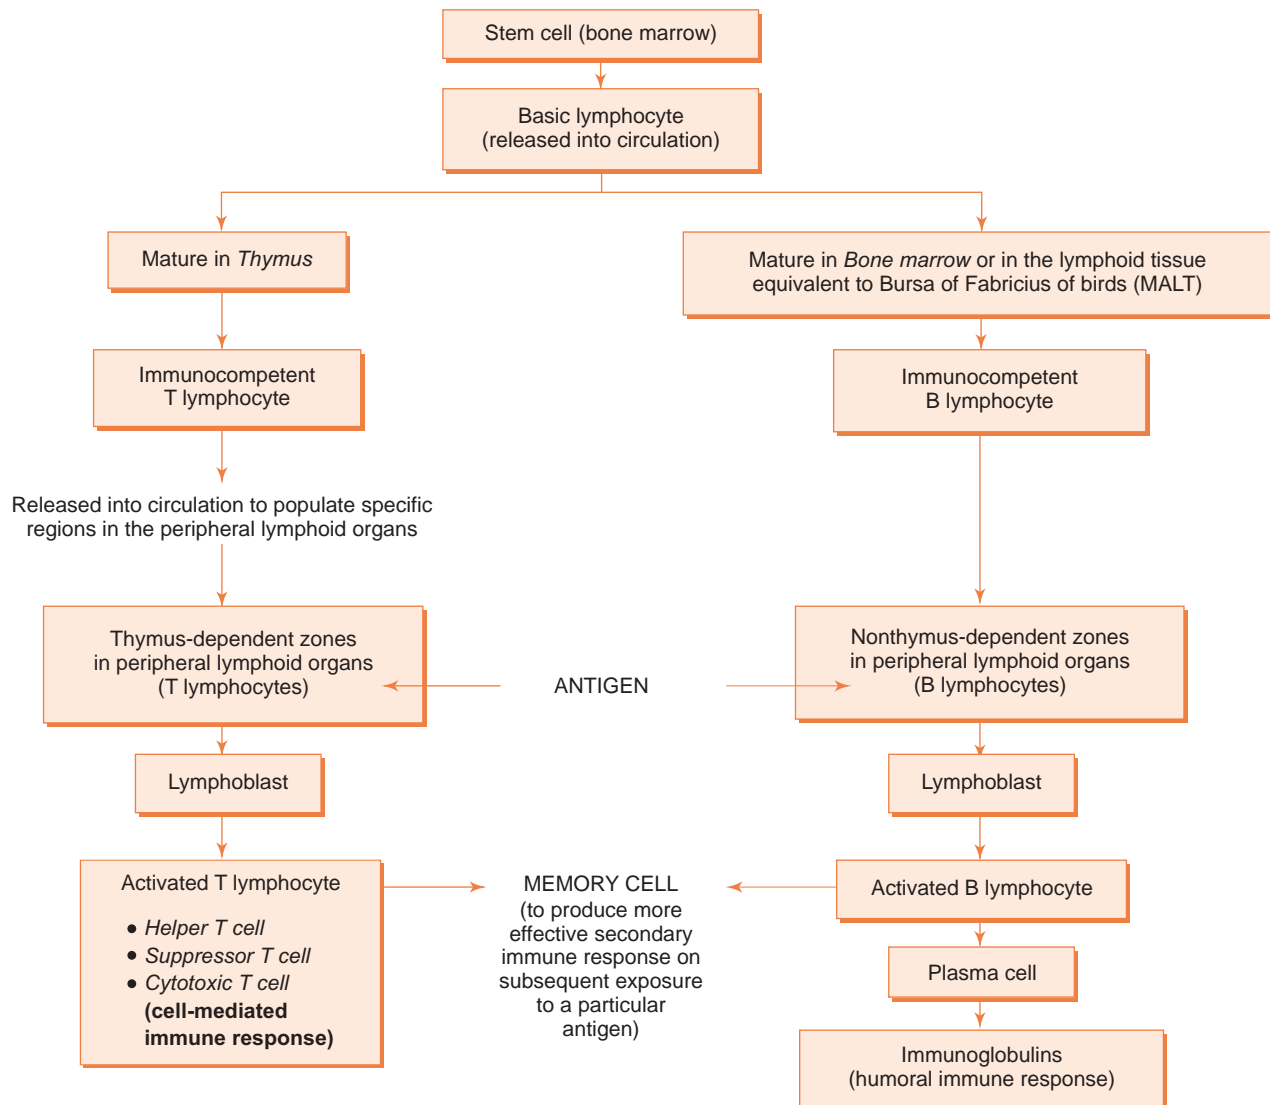 Stem cell (bone marrow)
Basic lymphocyte
(released into circulation)
Mature in Thymus
Mature in Bone marrow or in the lymphoid tissue
equivalent to Bursa of Fabricius of birds (MALT)
Immunocompetent
T lymphocyte
Immunocompetent
B lymphocyte
Released into circulation to populate specific
regions in the peripheral lymphoid organs
Thymus-dependent zones
in peripheral lymphoid organs
(T lymphocytes)
ANTIGEN
Nonthymus-dependent zones
in peripheral lymphoid organs
(B lymphocytes)
Lymphoblast
Lymphoblast
Activated T lymphocyte
• Helper T cell
• Suppressor T cell
• Cytotoxic T cell
(cell-mediated
immune response)
MEMORY CELL
(to produce more
effective secondary
immune response on
subsequent exposure
to a particular
antigen)
Activated B lymphocyte
Plasma cell
Immunoglobulins
(humoral immune response)